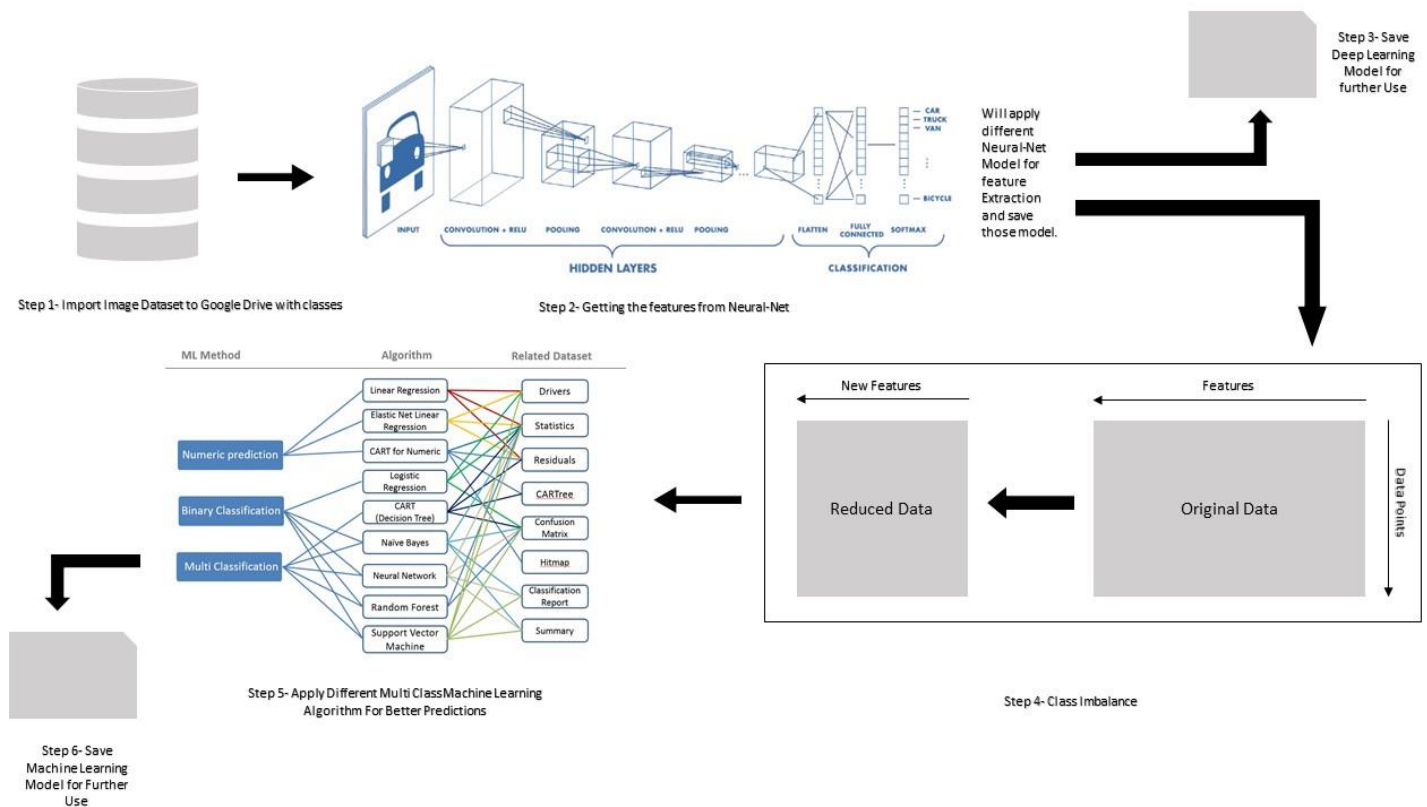 Step 1- Import Image Dataset to Google Drive with classes
CAR
TRUCK
VAN
BICYCLE
INPUT
CONVOLUTION + RELU
POOLING
CONVOLUTION + RELU
POOLING
FLATTEN
FULLY
CONNECTED
SOFTMAX
HIDDEN LAYERS
CLASSIFICATION
Step 2- Getting the features from Neural-Net
Will apply
different
Neural-Net
Model for
feature
Extraction
and save
those model.
Step 3- Save
Deep Learning
Model for
further Use
New Features
Features
Reduced Data
Original Data
Data Points
Step 4- Class Imbalance
ML Method
Algorithm
Related Dataset
Numeric prediction
Binary Classification
Multi Classification
Linear Regression
Elastic Net Linear
Regression
CART for Numeric
Logistic
Regression
CART
(Decision Tree)
Naïve Bayes
Neural Network
Random Forest
Support Vector
Machine
Drivers
Statistics
Residuals
CARTree
Confusion
Matrix
Hitmap
Classification
Report
Summary
Step 5- Apply Different Multi ClassMachine Learning
Algorithm For Better Predictions
Step 6- Save
Machine Learning
Model for Further
Use